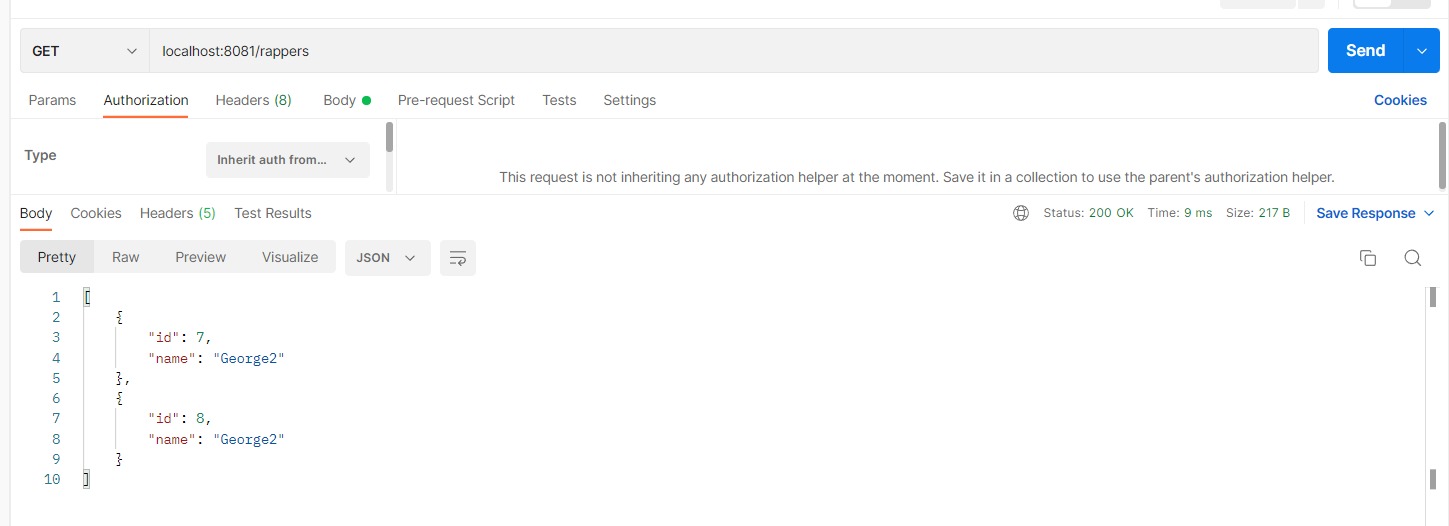 GET localhost:8081/rappers Send
Params Authorization Headers (8) Body Pre-request Script Tests Settings Cookies
Type Inherit auth from...
This request is not inheriting any authorization helper at the moment. Save it in a collection to use the parent's authorization helper.
Body Cookies Headers (5) Test Results Status: 200 OK Time: 9 ms Size: 217 B Save Response
Pretty Raw Preview Visualize JSON
1 [
2 {
3 "id": 7,
4 "name": "George2"
5 },
6 {
7 "id": 8,
8 "name": "George2"
9 }
10 ]